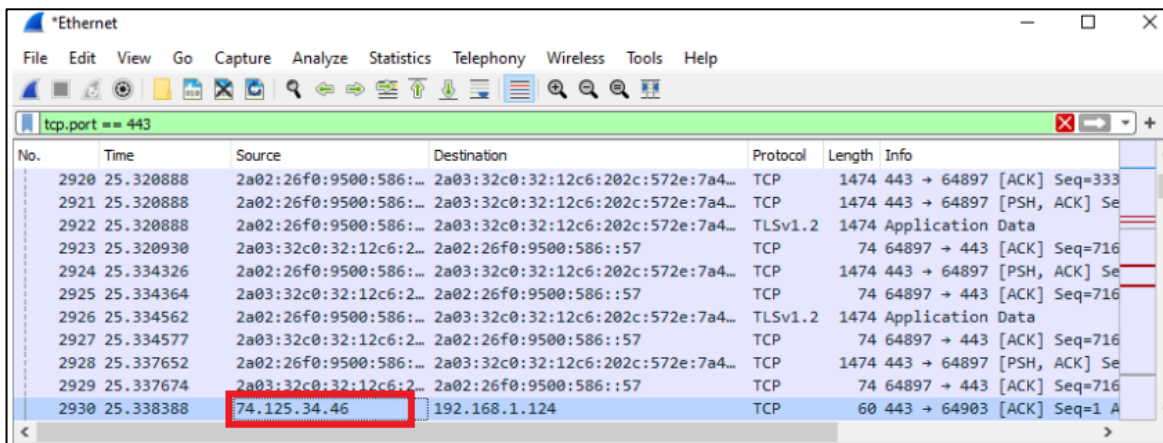 *Ethernet
File Edit View Go Capture Analyze Statistics Telephony Wireless Tools Help
tcp.port == 443
No. Time Source Destination Protocol Length Info
2920 25.320888 2a02:26f0:9500:586:… 2a03:32c0:32:12c6:202c:572e:7a4… TCP 1474 443 → 64897 [ACK] Seq=333
2921 25.320888 2a02:26f0:9500:586:… 2a03:32c0:32:12c6:202c:572e:7a4… TCP 1474 443 → 64897 [PSH, ACK] Se
2922 25.320888 2a02:26f0:9500:586:… 2a03:32c0:32:12c6:202c:572e:7a4… TLSv1.2 1474 Application Data
2923 25.320930 2a03:32c0:32:12c6:2… 2a02:26f0:9500:586::57 TCP 74 64897 → 443 [ACK] Seq=716
2924 25.334326 2a02:26f0:9500:586:… 2a03:32c0:32:12c6:202c:572e:7a4… TCP 1474 443 → 64897 [PSH, ACK] Se
2925 25.334364 2a03:32c0:32:12c6:2… 2a02:26f0:9500:586::57 TCP 74 64897 → 443 [ACK] Seq=716
2926 25.334562 2a02:26f0:9500:586:… 2a03:32c0:32:12c6:202c:572e:7a4… TLSv1.2 1474 Application Data
2927 25.334577 2a03:32c0:32:12c6:2… 2a02:26f0:9500:586::57 TCP 74 64897 → 443 [ACK] Seq=716
2928 25.337652 2a02:26f0:9500:586:… 2a03:32c0:32:12c6:202c:572e:7a4… TCP 1474 443 → 64897 [PSH, ACK] Se
2929 25.337674 2a03:32c0:32:12c6:2… 2a02:26f0:9500:586::57 TCP 74 64897 → 443 [ACK] Seq=716
2930 25.338388 74.125.34.46 192.168.1.124 TCP 60 443 → 64903 [ACK] Seq=1 A